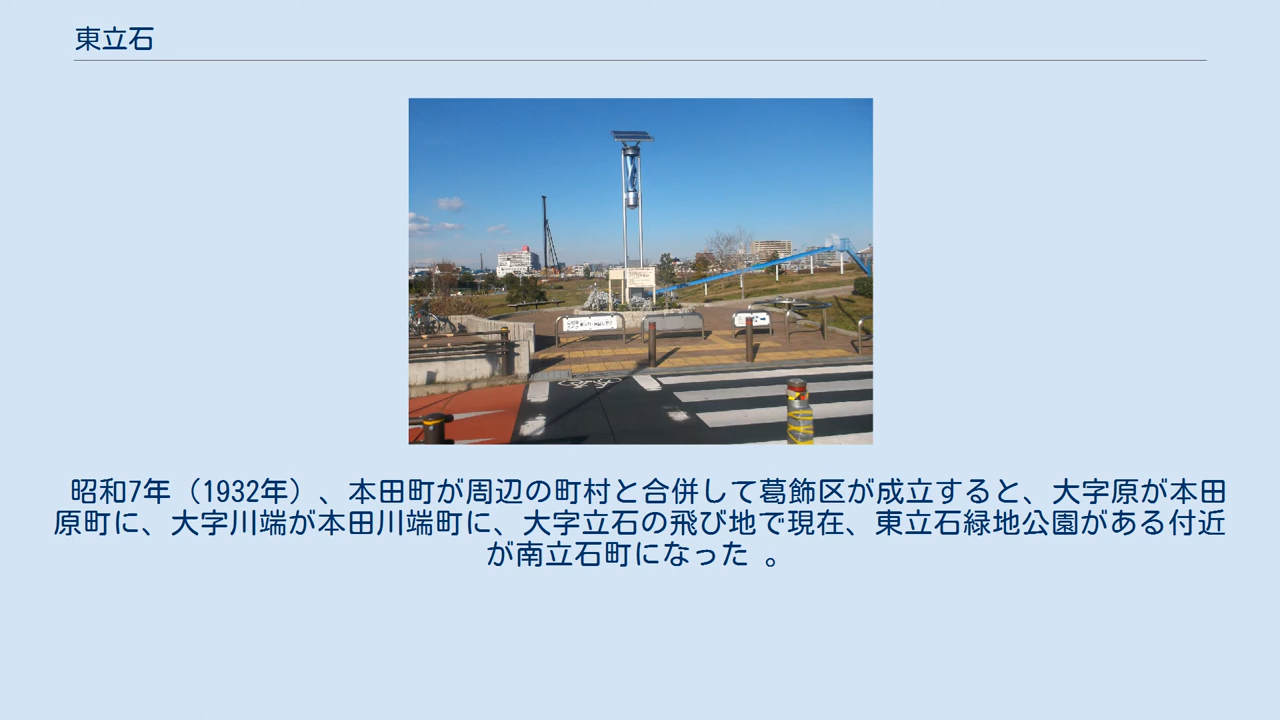 東立石
昭和7年（1932年）、本田町が周辺の町村と合併して葛飾区が成立すると、大字原が本田
原町に、大字川端が本田川端町に、大字立石の飛び地で現在、東立石緑地公園がある付近
が南立石町になった 。